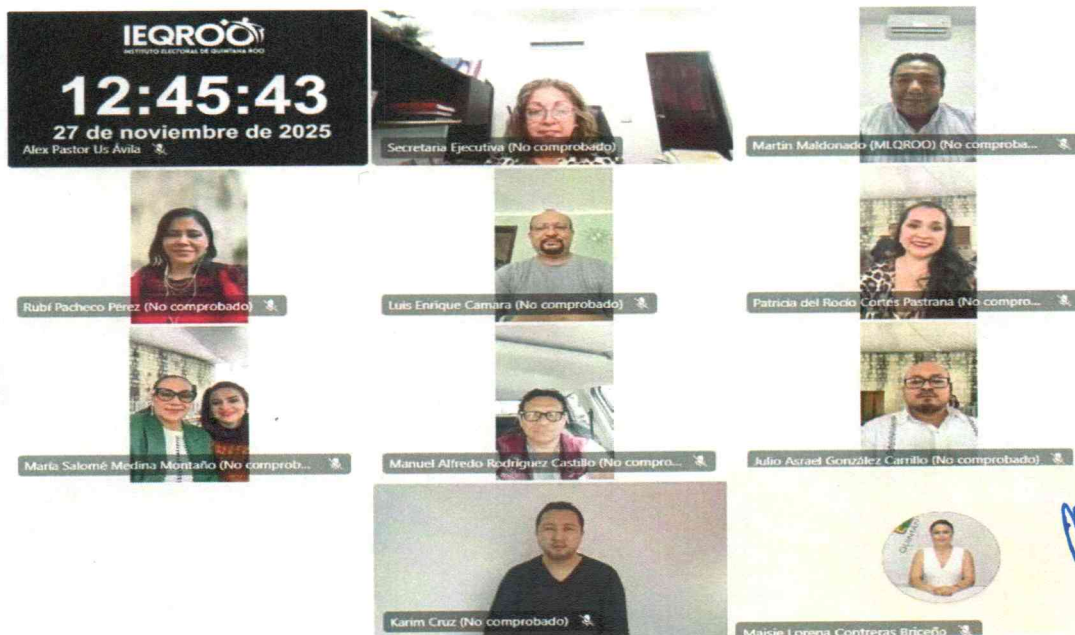 IEQROO
INSTITUTO ELECTORAL DE QUINTANA ROO
12:45:43
27 de noviembre de 2025
Alex Pastor Us Ávila
Secretaria Ejecutiva (No comprobado)
Martín Maldonado (MLQROO) (No comproba...
Rubí Pacheco Pérez (No comprobado)
Luis Enrique Camara (No comprobado)
Patricia del Rocío Cortés Pastrana (No compro...
María Salomé Medina Montaño (No comprob...
Manuel Alfredo Rodríguez Castillo (No compro...
Julio Asrael González Carrillo (No comprobado)
Karim Cruz (No comprobado)
Maisie Lorena Contreras Briceño